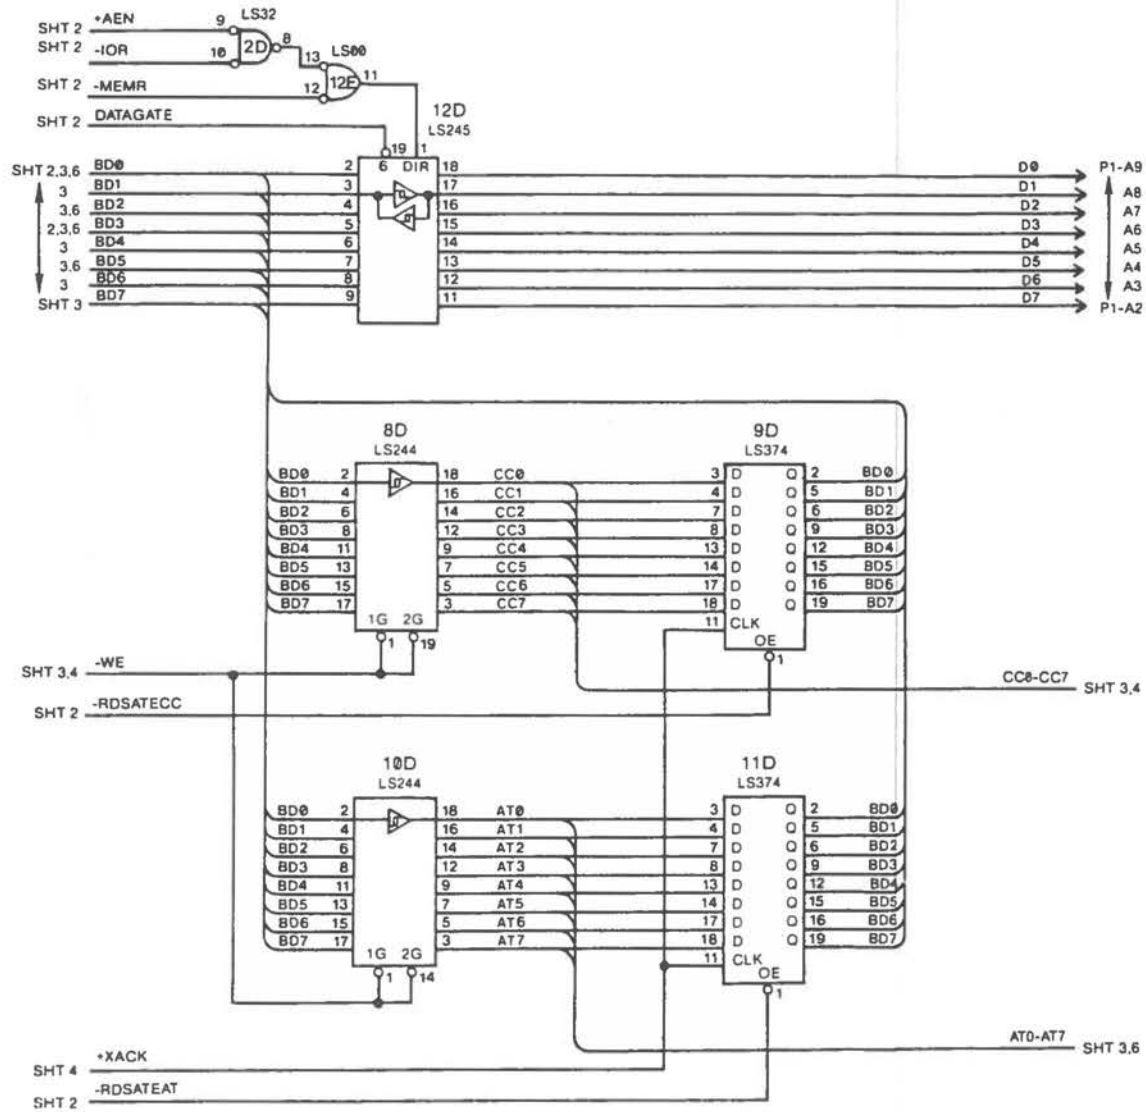 SHT 2 +AEN 9 LS32
SHT 2 -IOR 10 2D 8 13 LS00
SHT 2 -MEMR 12 12E 11
SHT 2 DATAGATE 12D
LS245
19 1
6 DIR
SHT 2,3,6 BD0 2 18 D0 P1-A9
3 BD1 3 17 D1 A8
3,6 BD2 4 16 D2 A7
2,3,6 BD3 5 15 D3 A6
3 BD4 6 14 D4 A5
3,6 BD5 7 13 D5 A4
3 BD6 8 12 D6 A3
SHT 3 BD7 9 11 D7 P1-A2
8D 9D
LS244 LS374
BD0 2 18 CC0 3 D Q 2 BD0
BD1 4 16 CC1 4 D Q 5 BD1
BD2 6 14 CC2 7 D Q 6 BD2
BD3 8 12 CC3 8 D Q 9 BD3
BD4 11 9 CC4 13 D Q 12 BD4
BD5 13 7 CC5 14 D Q 15 BD5
BD6 15 5 CC6 17 D Q 16 BD6
BD7 17 3 CC7 18 D Q 19 BD7
1G 2G 11 CLK
1 19 OE
1
SHT 3,4 -WE
CC0-CC7 SHT 3,4
SHT 2 -RDSATECC
10D 11D
LS244 LS374
BD0 2 18 AT0 3 D Q 2 BD0
BD1 4 16 AT1 4 D Q 5 BD1
BD2 6 14 AT2 7 D Q 6 BD2
BD3 8 12 AT3 8 D Q 9 BD3
BD4 11 9 AT4 13 D Q 12 BD4
BD5 13 7 AT5 14 D Q 15 BD5
BD6 15 5 AT6 17 D Q 16 BD6
BD7 17 3 AT7 18 D Q 19 BD7
1G 2G 11 CLK
1 14 OE
1
AT0-AT7 SHT 3,6
SHT 4 +XACK
SHT 2 -RDSATEAT